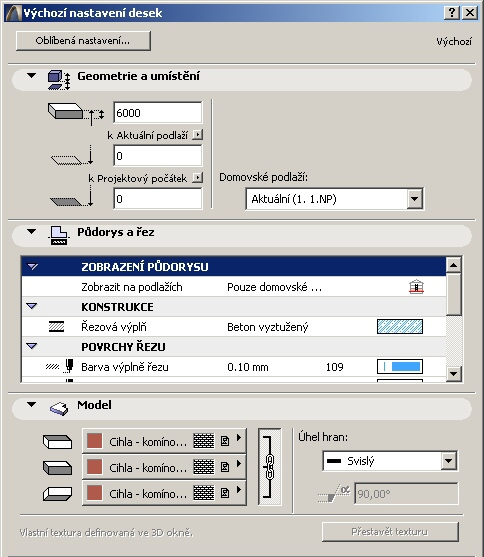 Výchozí nastavení desek
Oblíbená nastavení...
Výchozí
Geometrie a umístění
6000
k Aktuální podlaží
0
k Projektový počátek
Domovské podlaží:
0
Aktuální (1. 1.NP)
Půdorys a řez
ZOBRAZENÍ PŮDORYSU
Zobrazit na podlažích Pouze domovské ...
KONSTRUKCE
Řezová výplň Beton vyztužený
POVRCHY ŘEZU
Barva výplně řezu 0.10 mm 109
Model
Úhel hran:
Cihla - komíno...
Svislý
Cihla - komíno...
Cihla - komíno...
α 90,00°
Vlastní textura definovaná ve 3D okně.
Přestavět texturu